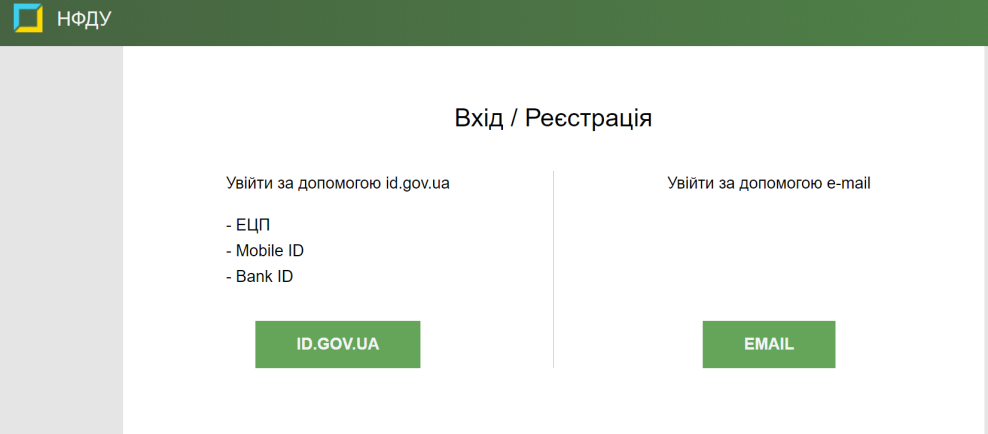 НФДУ
Вхід / Реєстрація
Увійти за допомогою id.gov.ua
- ЕЦП
- Mobile ID
- Bank ID
ID.GOV.UA
Увійти за допомогою e-mail
EMAIL